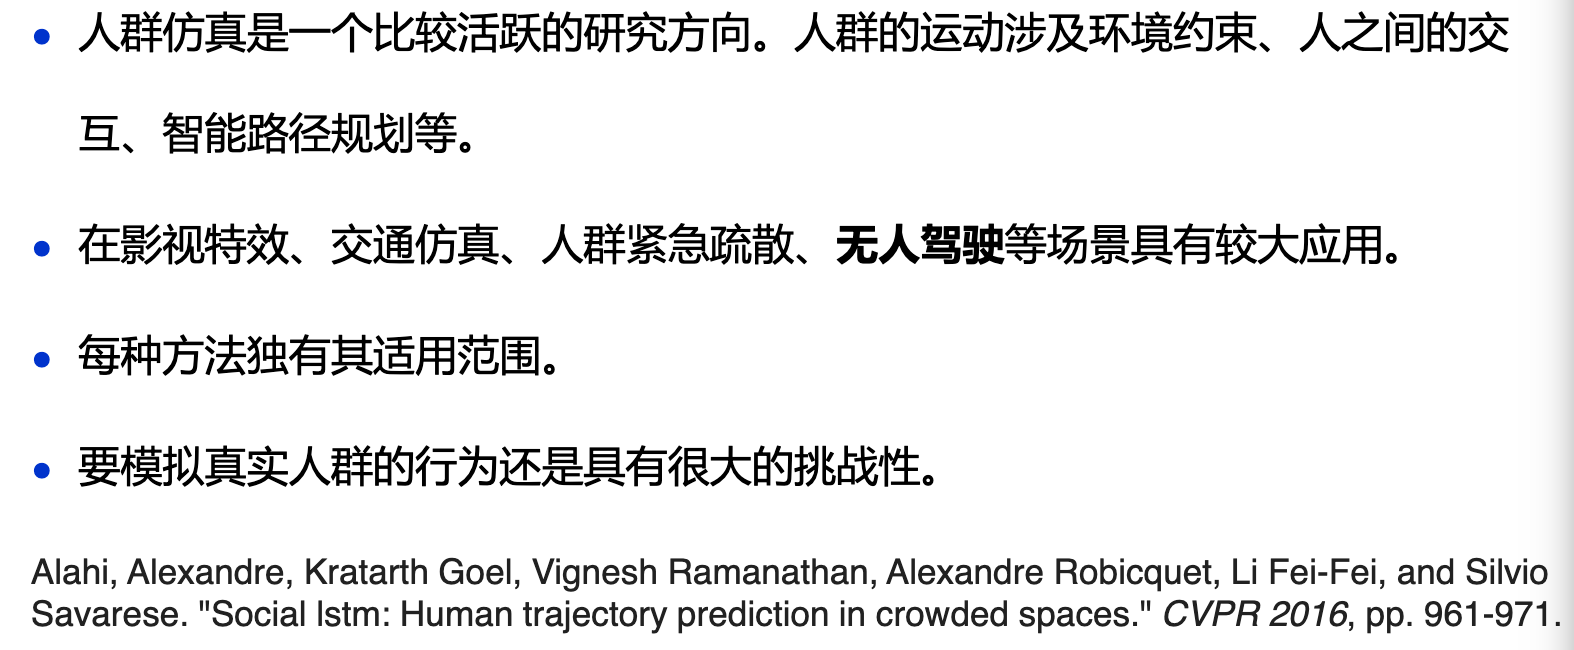 • 人群仿真是一个比较活跃的研究方向。人群的运动涉及环境约束、人之间的交
互、智能路径规划等。
• 在影视特效、交通仿真、人群紧急疏散、无人驾驶等场景具有较大应用。
• 每种方法独有其适用范围。
• 要模拟真实人群的行为还是具有很大的挑战性。
Alahi, Alexandre, Kratarth Goel, Vignesh Ramanathan, Alexandre Robicquet, Li Fei-Fei, and Silvio
Savarese. "Social lstm: Human trajectory prediction in crowded spaces." CVPR 2016, pp. 961-971.